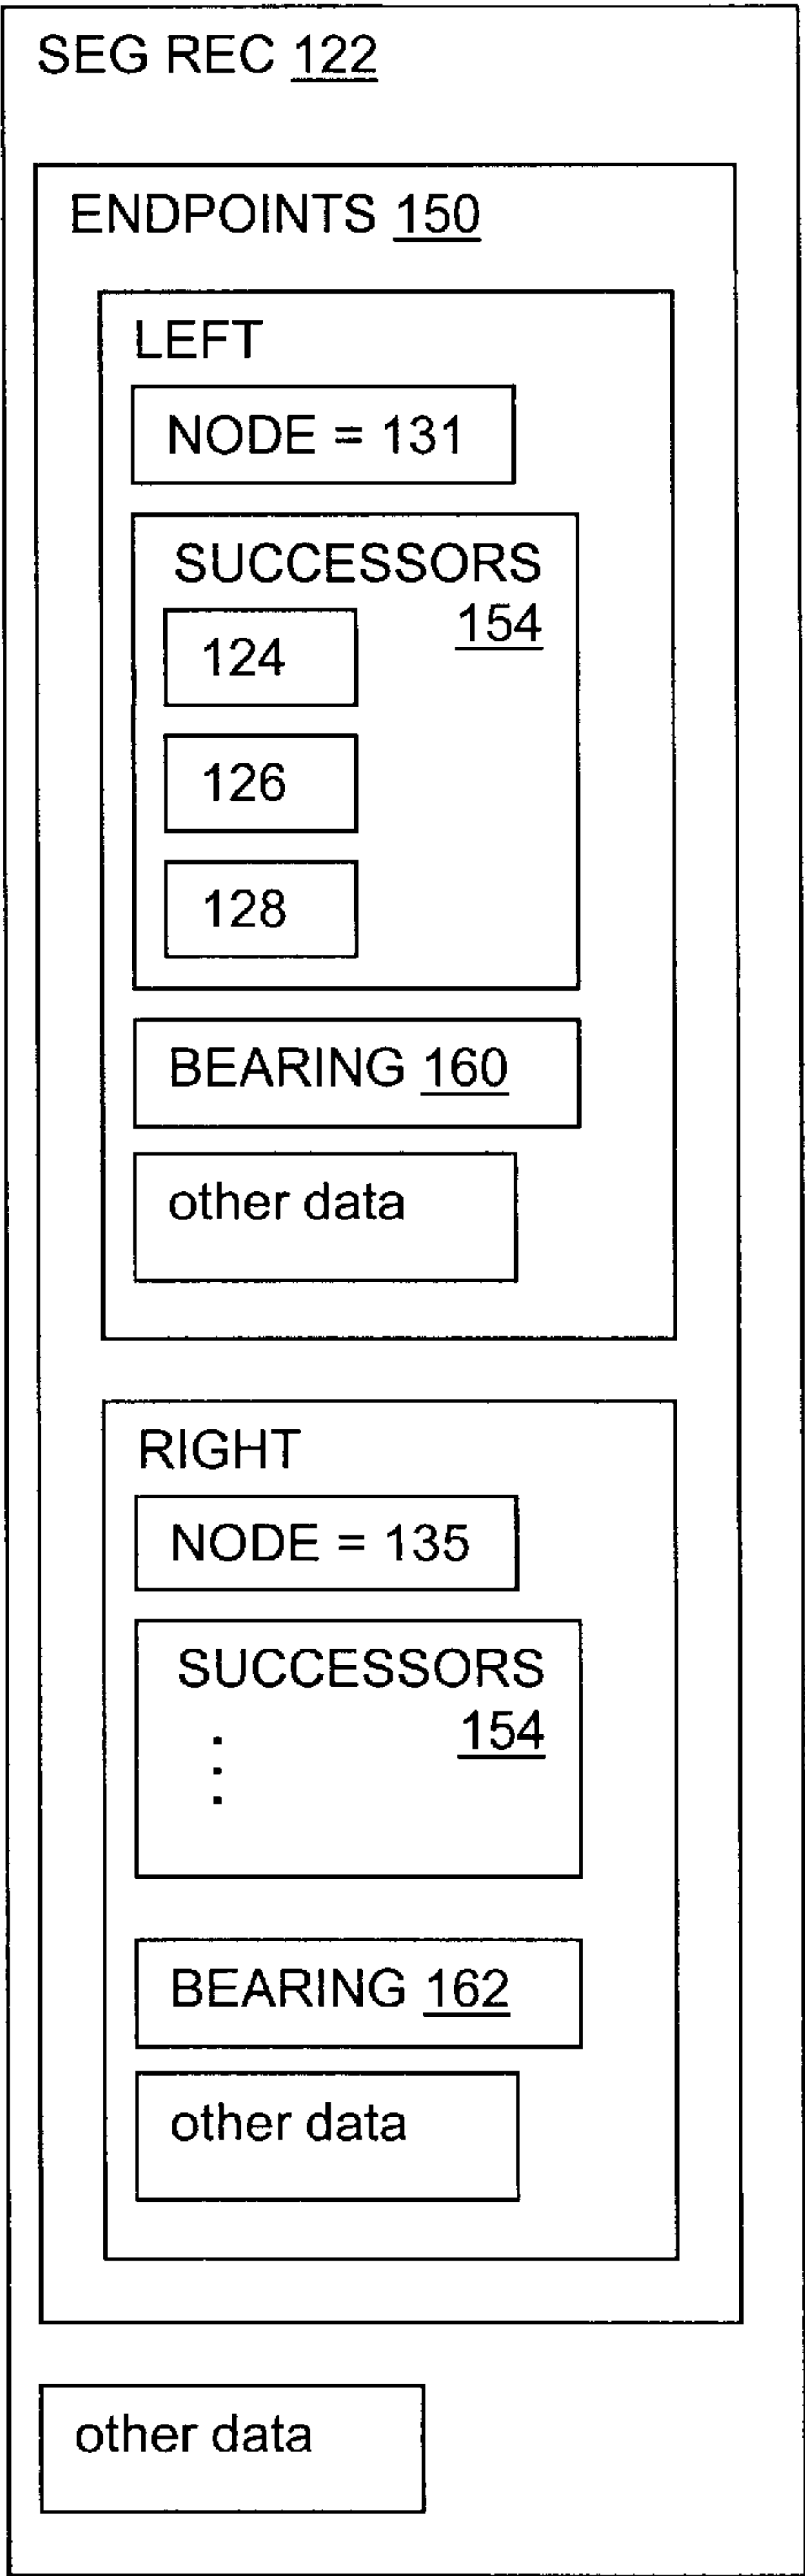 SEG REC 122
ENDPOINTS 150
LEFT
NODE = 131
SUCCESSORS
154
124
126
128
BEARING 160
other data
RIGHT
NODE = 135
SUCCESSORS
154
BEARING 162
other data
other data